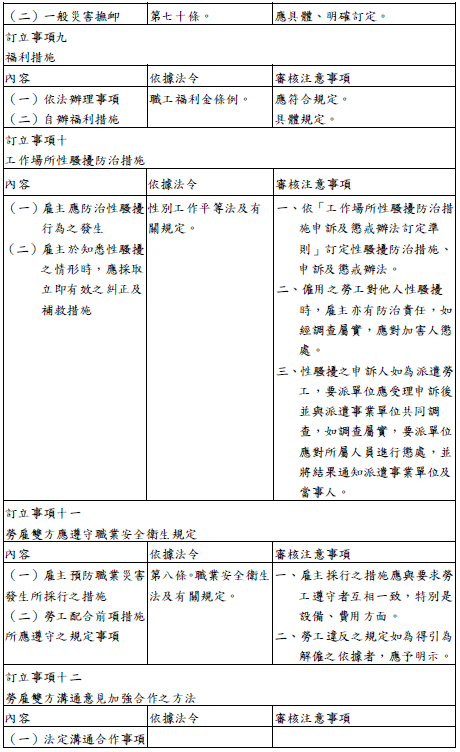 （二）一般災害撫卹
第七十條。
應具體、明確訂定。
訂立事項九
福利措施
內容
依據法令
審核注意事項
（一）依法辦理事項
（二）自辦福利措施
職工福利金條例。
應符合規定。
具體規定。
訂立事項十
工作場所性騷擾防治措施
內容
依據法令
審核注意事項
（一）雇主應防治性騷擾
行為之發生
（二）雇主於知悉性騷擾
之情形時，應採取
立即有效之糾正及
補救措施
性別工作平等法及有
關規定。
一、依「工作場所性騷擾防治措
施申訴及懲戒辦法訂定準
則」訂定性騷擾防治措施、
申訴及懲戒辦法。
二、僱用之勞工對他人性騷擾
時，雇主亦有防治責任，如
經調查屬實，應對加害人懲
處。
三、性騷擾之申訴人如為派遣勞
工，要派單位應受理申訴後
並與派遣事業單位共同調
查，如調查屬實，要派單位
應對所屬人員進行懲處，並
將結果通知派遣事業單位及
當事人。
訂立事項十一
勞雇雙方應遵守職業安全衛生規定
內容
依據法令
審核注意事項
（一）雇主預防職業災害
發生所採行之措施
（二）勞工配合前項措施
所應遵守之規定事項
第八條。職業安全衛生
法及有關規定。
一、雇主採行之措施應與要求勞
工遵守者互相一致，特別是
設備、費用方面。
二、勞工違反之規定如為得引為
解僱之依據者，應予明示。
訂立事項十二
勞雇雙方溝通意見加強合作之方法
內容
依據法令
審核注意事項
（一）法定溝通合作事項